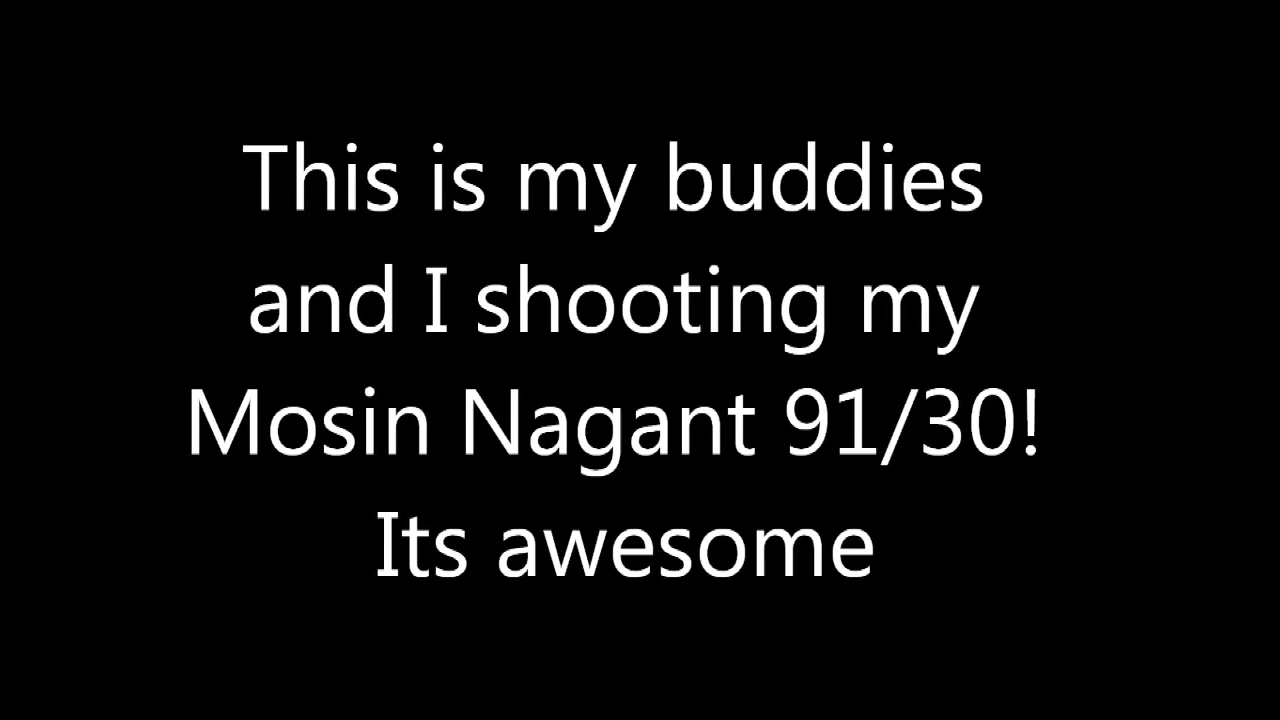 This is my buddies
and I shooting my
Mosin Nagant 91/30!
Its awesome